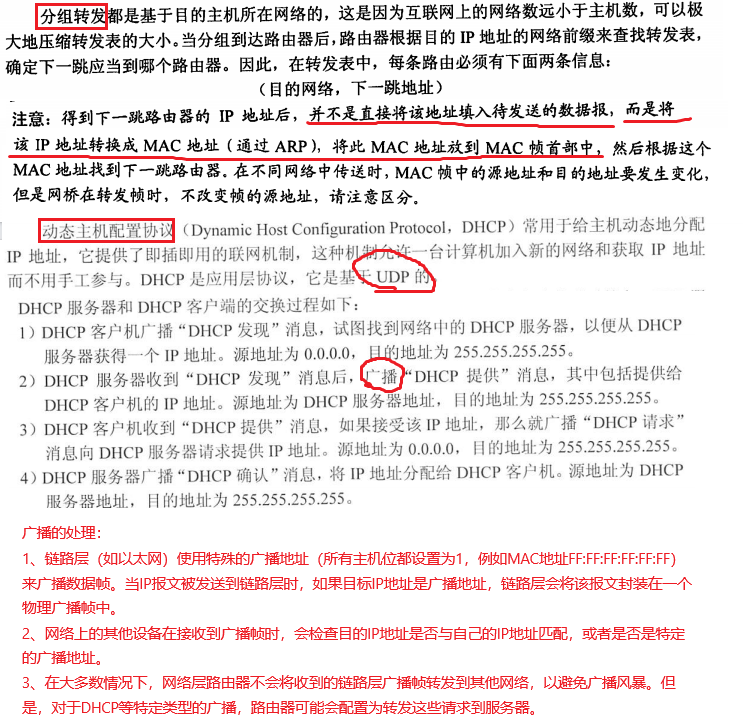 分组转发都是基于目的主机所在网络的，这是因为互联网上的网络数远小于主机数，可以极
大地压缩转发表的大小。当分组到达路由器后，路由器根据目的 IP 地址的网络前缀来查找转发表，
确定下一跳应当到哪个路由器。因此，在转发表中，每条路由必须有下面两条信息：
（目的网络，下一跳地址）
注意：得到下一跳路由器的 IP 地址后，并不是直接将该地址填入待发送的数据报，而是将
该 IP 地址转换成 MAC 地址（通过 ARP），将此 MAC 地址放到 MAC 帧首部中，然后根据这个
MAC 地址找到下一跳路由器。在不同网络中传送时，MAC 帧中的源地址和目的地址要发生变化，
但是网桥在转发帧时，不改变帧的源地址，请注意区分。
动态主机配置协议（Dynamic Host Configuration Protocol，DHCP）常用于给主机动态地分配
IP 地址，它提供了即插即用的联网机制，这种机制允许一台计算机加入新的网络和获取 IP 地址
而不用手工参与。DHCP 是应用层协议，它是基于 UDP 的
DHCP 服务器和 DHCP 客户端的交换过程如下：
1）DHCP 客户机广播“DHCP 发现”消息，试图找到网络中的 DHCP 服务器，以便从 DHCP
服务器获得一个 IP 地址。源地址为 0.0.0.0，目的地址为 255.255.255.255。
2）DHCP 服务器收到“DHCP 发现”消息后，广播“DHCP 提供”消息，其中包括提供给
DHCP 客户机的 IP 地址。源地址为 DHCP 服务器地址，目的地址为 255.255.255.255。
3）DHCP 客户机收到“DHCP 提供”消息，如果接受该 IP 地址，那么就广播“DHCP 请求”
消息向 DHCP 服务器请求提供 IP 地址。源地址为 0.0.0.0，目的地址为 255.255.255.255。
4）DHCP 服务器广播“DHCP 确认”消息，将 IP 地址分配给 DHCP 客户机。源地址为 DHCP
服务器地址，目的地址为 255.255.255.255。
广播的处理：
1、链路层（如以太网）使用特殊的广播地址（所有主机位都设置为1，例如MAC地址FF:FF:FF:FF:FF:FF）
来广播数据帧。当IP报文被发送到链路层时，如果目标IP地址是广播地址，链路层会将该报文封装在一个
物理广播帧中。
2、网络上的其他设备在接收到广播帧时，会检查目的IP地址是否与自己的IP地址匹配，或者是否是特定
的广播地址。
3、在大多数情况下，网络层路由器不会将收到的链路层广播帧转发到其他网络，以避免广播风暴。但
是，对于DHCP等特定类型的广播，路由器可能会配置为转发这些请求到服务器。